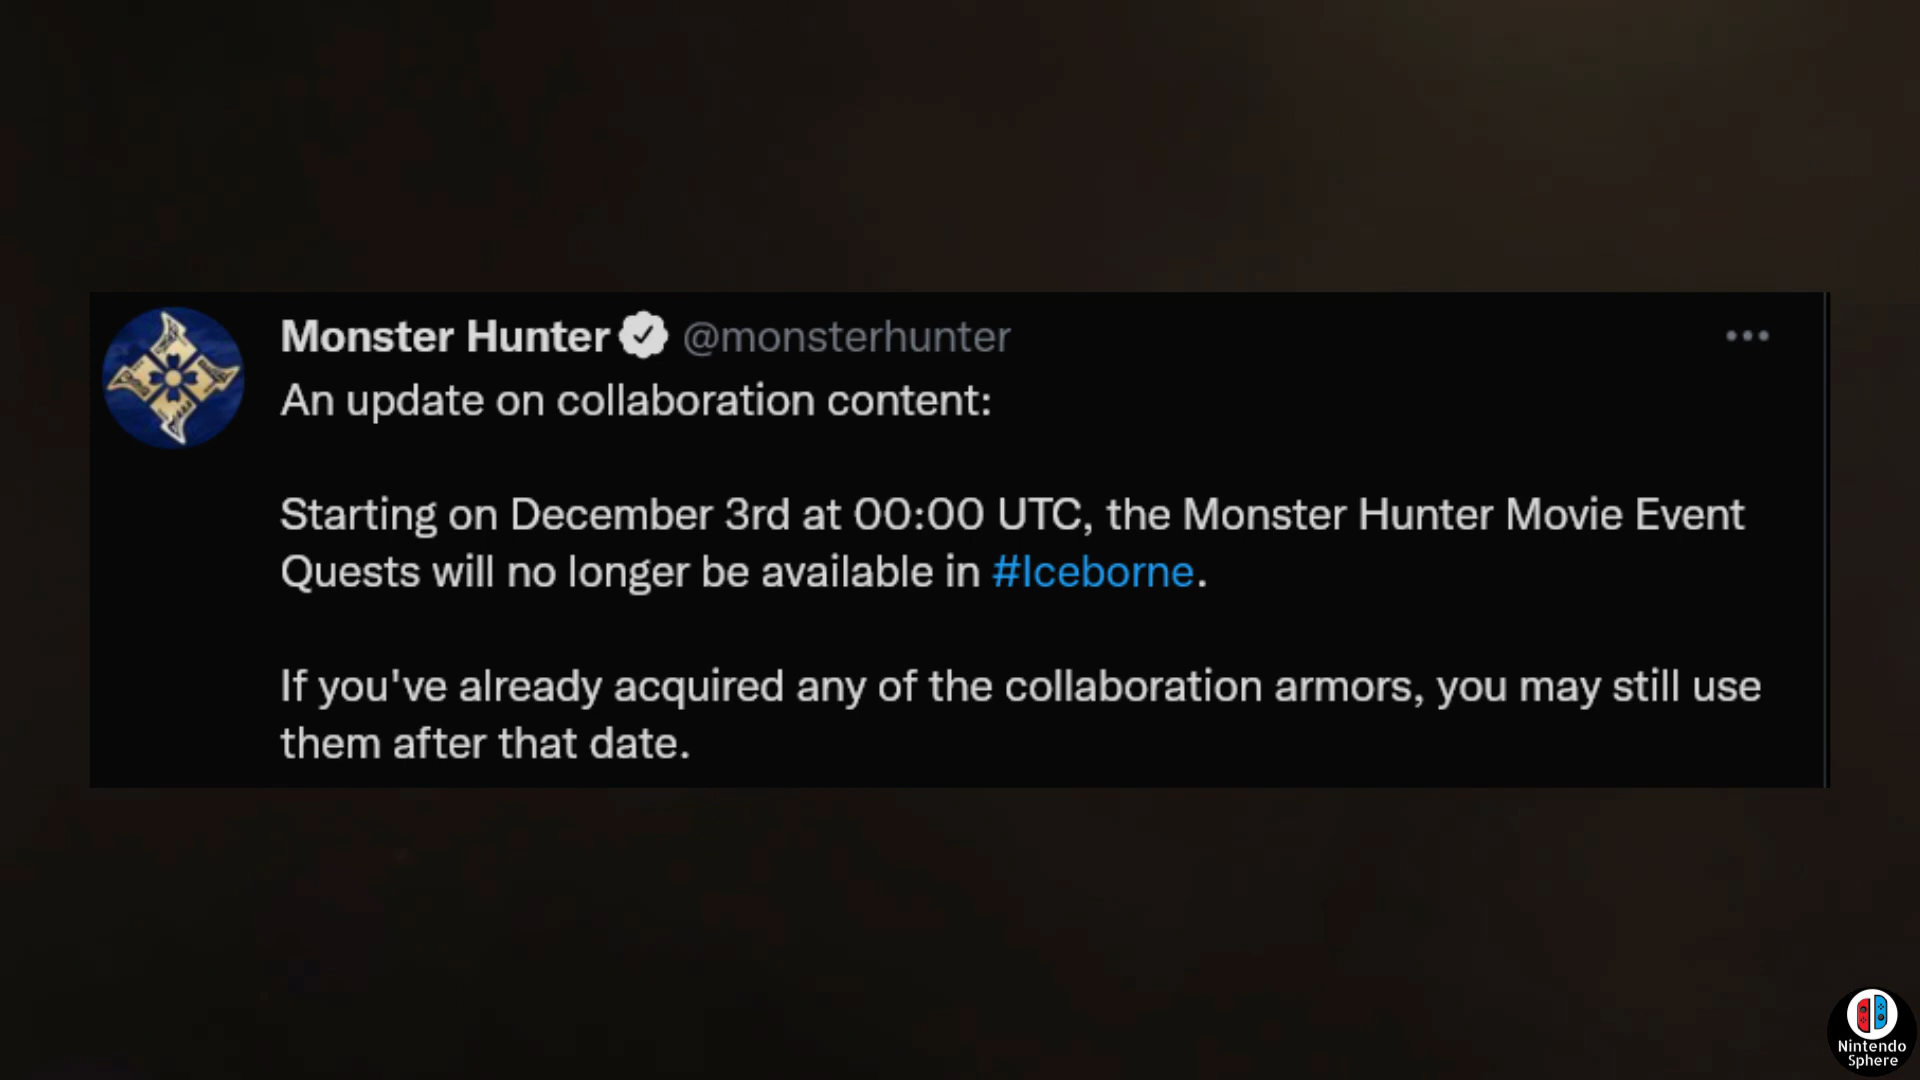 Monster Hunter @monsterhunter
An update on collaboration content:
Starting on December 3rd at 00:00 UTC, the Monster Hunter Movie Event
Quests will no longer be available in #Iceborne.
If you've already acquired any of the collaboration armors, you may still use
them after that date.
Nintendo
Sphere